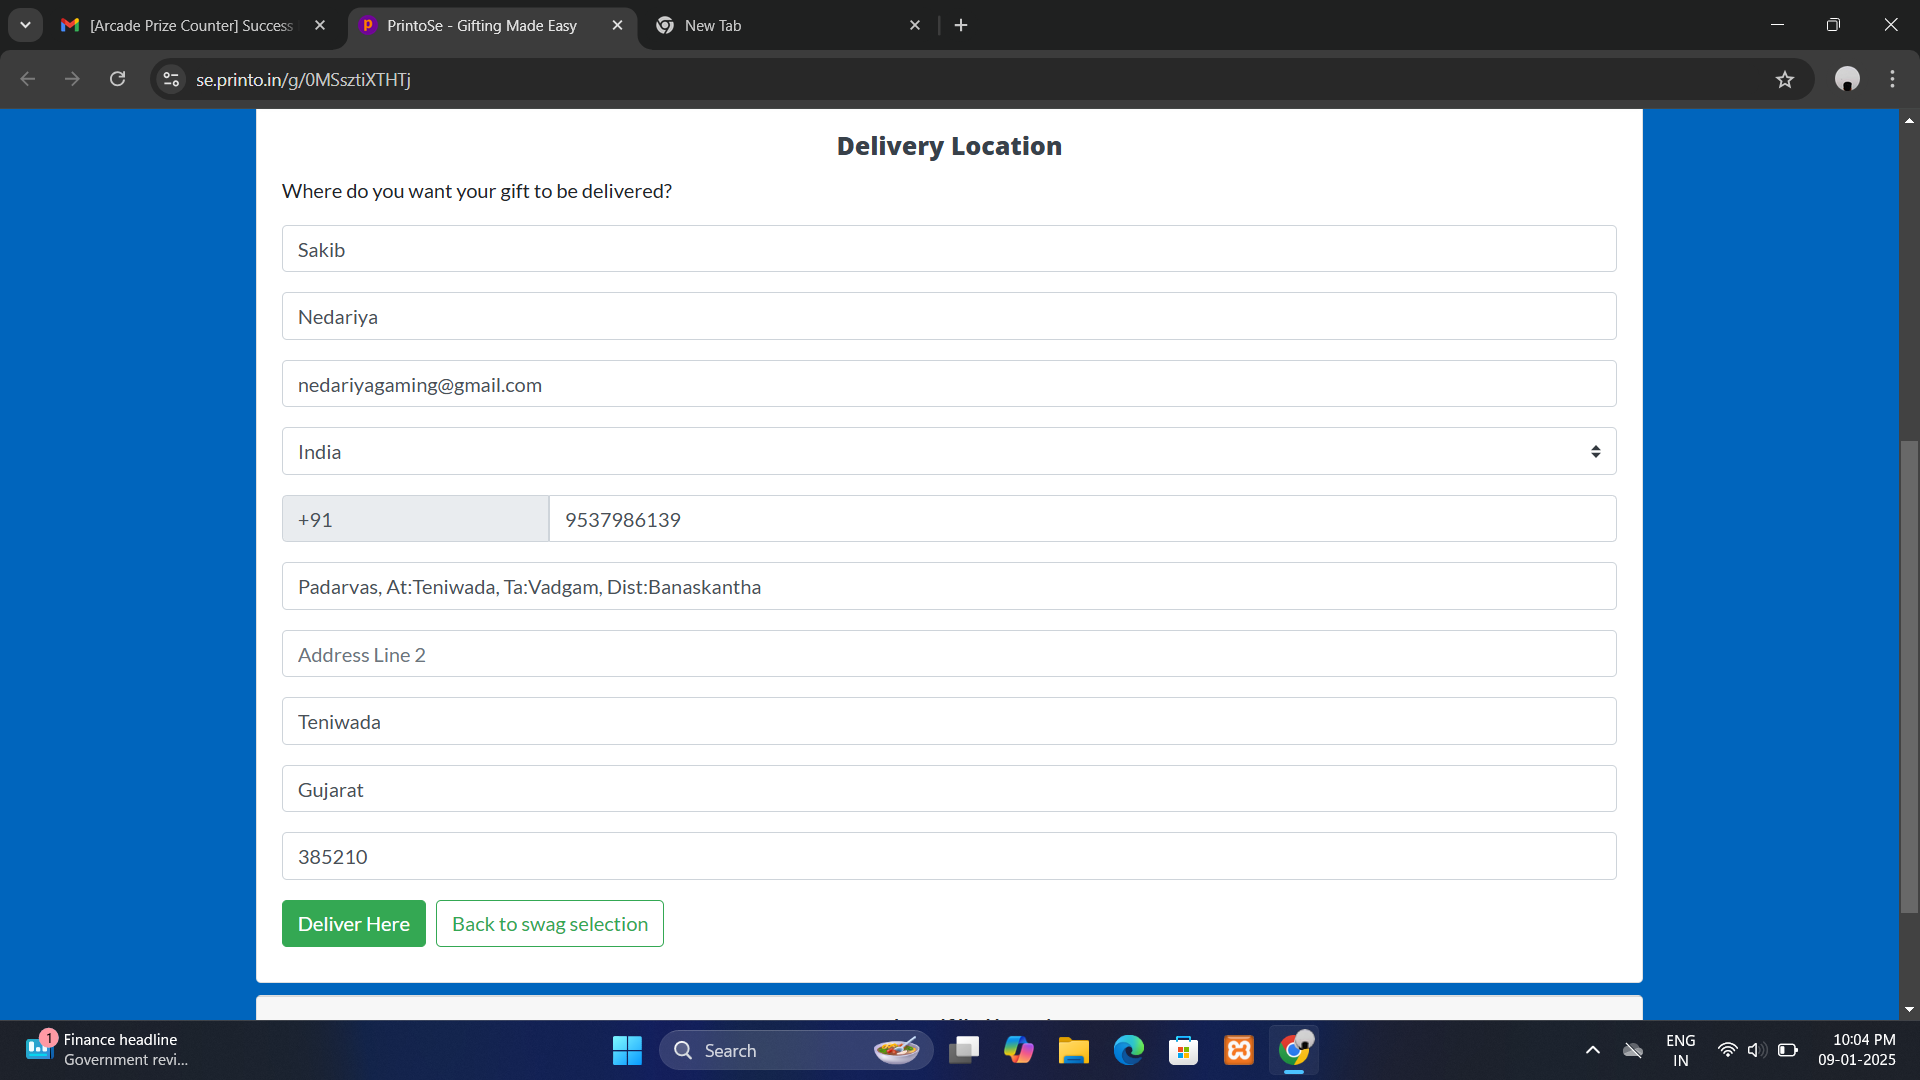 [Arcade Prize Counter] Success
PrintoSe - Gifting Made Easy
New Tab
se.printo.in/g/0MSsztiXTHTj
Delivery Location
Where do you want your gift to be delivered?
Sakib
Nedariya
nedariyagaming@gmail.com
India
+91 9537986139
Padarvas, At:Teniwada, Ta:Vadgam, Dist:Banaskantha
Address Line 2
Teniwada
Gujarat
385210
Deliver Here Back to swag selection
1
Finance headline
Government revi...
Search
ENG
IN
10:04 PM
09-01-2025